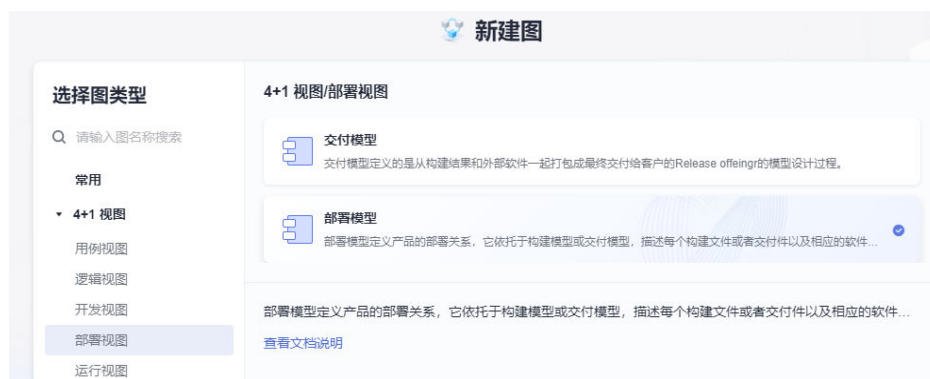 新建图
选择图类型
请输入图名称搜索
常用
4+1 视图
用例视图
逻辑视图
开发视图
部署视图
运行视图
4+1 视图/部署视图
交付模型
交付模型定义的是从构建结果和外部软件一起打包成最终交付给客户的Release offeingr的模型设计过程。
部署模型
部署模型定义产品的部署关系，它依托于构建模型或交付模型，描述每个构建文件或者交付件以及相应的软件...
部署模型定义产品的部署关系，它依托于构建模型或交付模型，描述每个构建文件或者交付件以及相应的软件...
查看文档说明